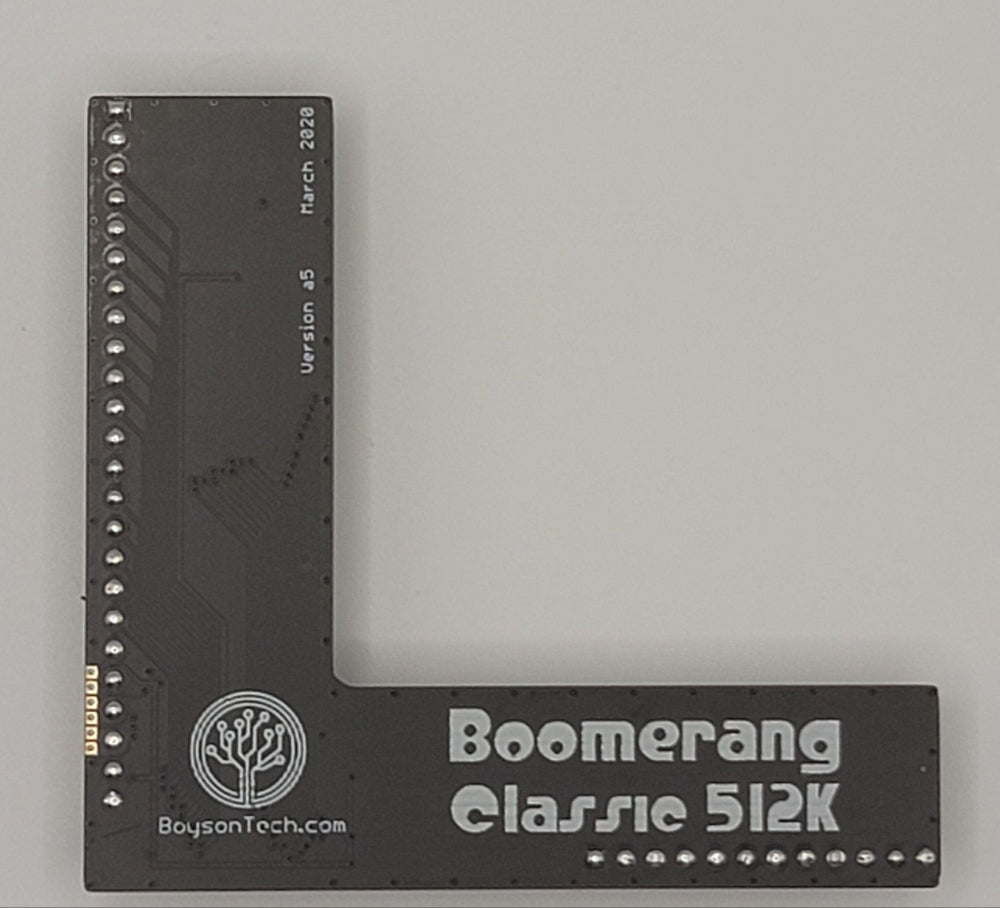 March 2020
Version a5
Boomerang
Classic 512K
BoysonTech.com